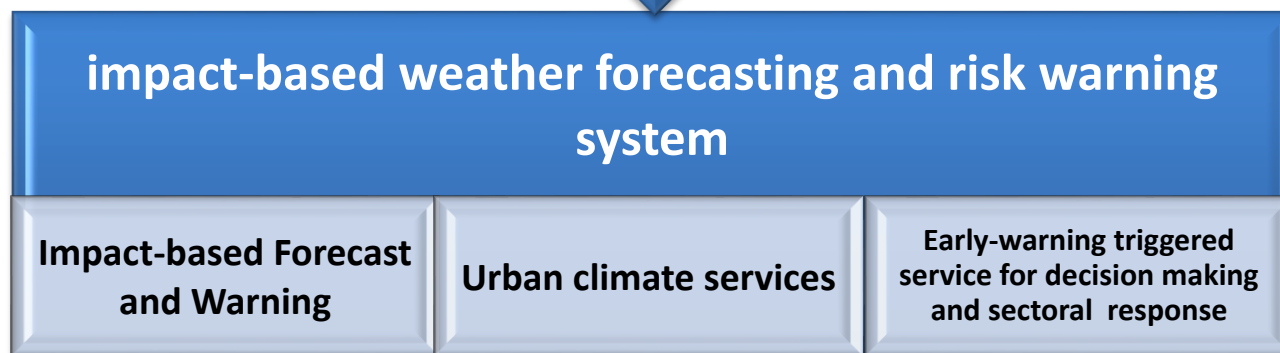 impact-based weather forecasting and risk warning
system
Impact-based Forecast
and Warning
Urban climate services
Early-warning triggered
service for decision making
and sectoral response